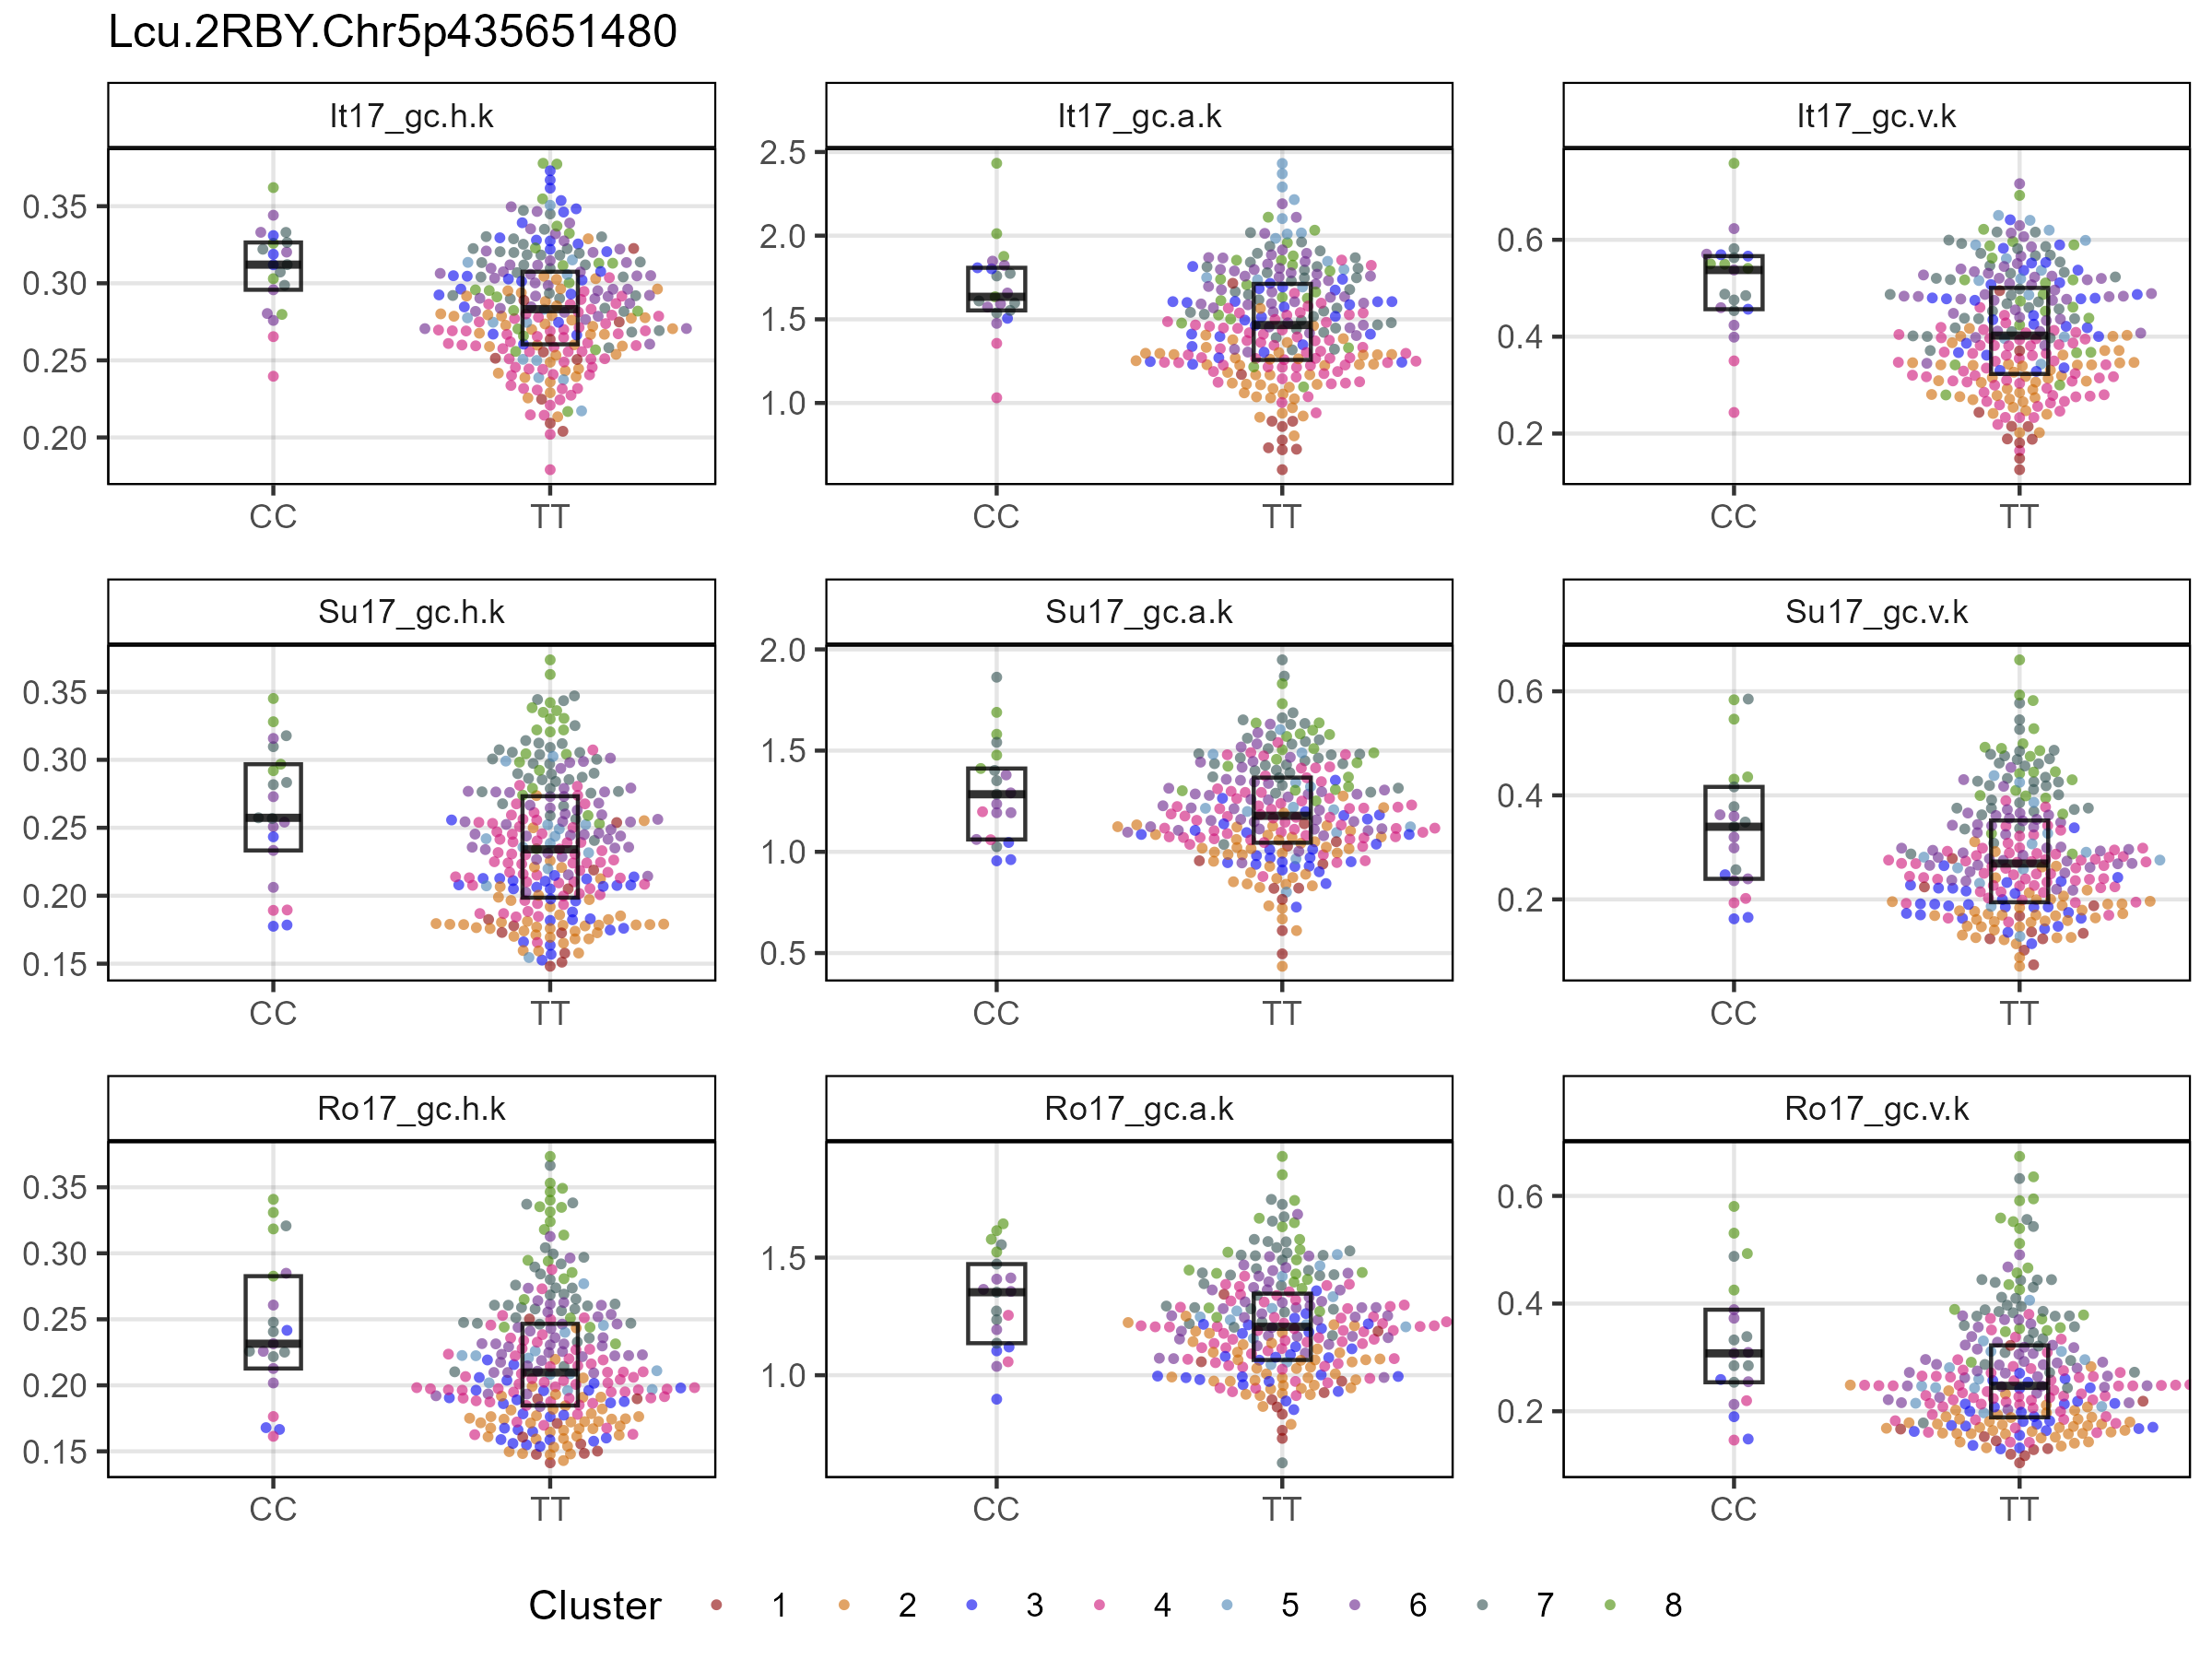 Lcu.2RBY.Chr5p435651480
It17_gc.h.k
It17_gc.a.k
It17_gc.v.k
0.35
0.30
0.25
0.20
2.5
2.0
1.5
1.0
0.6
0.4
0.2
CC
TT
CC
TT
CC
TT
Su17_gc.h.k
Su17_gc.a.k
Su17_gc.v.k
0.35
0.30
0.25
0.20
0.15
2.0
1.5
1.0
0.5
0.6
0.4
0.2
CC
TT
CC
TT
CC
TT
Ro17_gc.h.k
Ro17_gc.a.k
Ro17_gc.v.k
0.35
0.30
0.25
0.20
0.15
1.5
1.0
0.6
0.4
0.2
CC
TT
CC
TT
CC
TT
Cluster 1 2 3 4 5 6 7 8